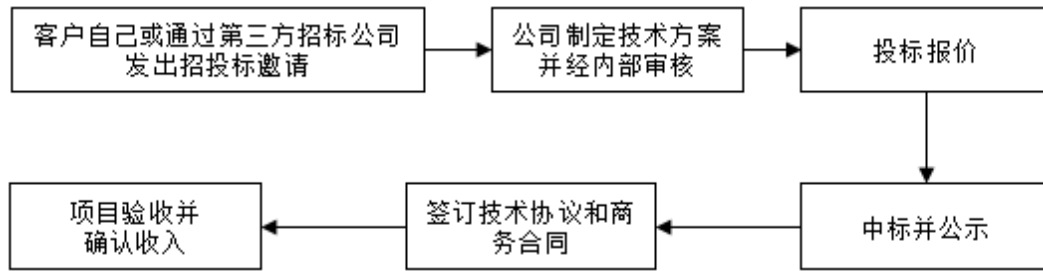 客户自己或通过第三方招标公司
发出招投标邀请
公司制定技术方案
并经内部审核
投标报价
中标并公示
签订技术协议和商
务合同
项目验收并
确认收入